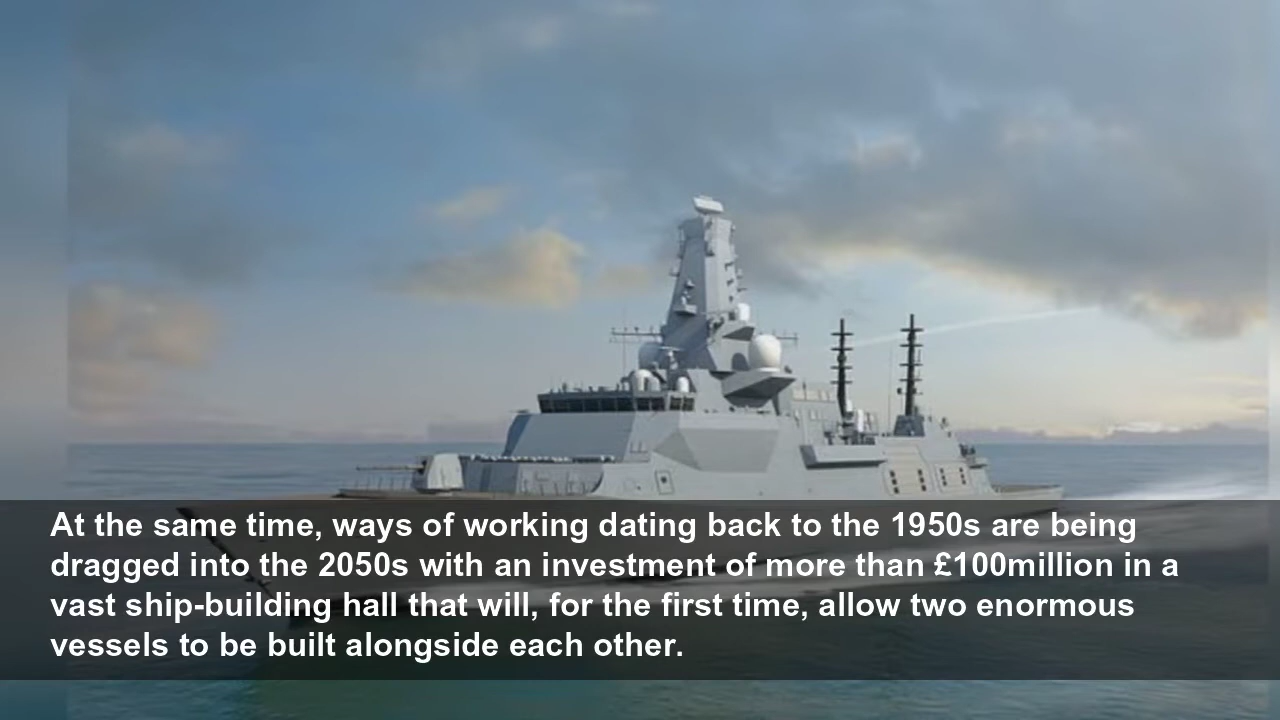 At the same time, ways of working dating back to the 1950s are being
dragged into the 2050s with an investment of more than £100million in a
vast ship-building hall that will, for the first time, allow two enormous
vessels to be built alongside each other.